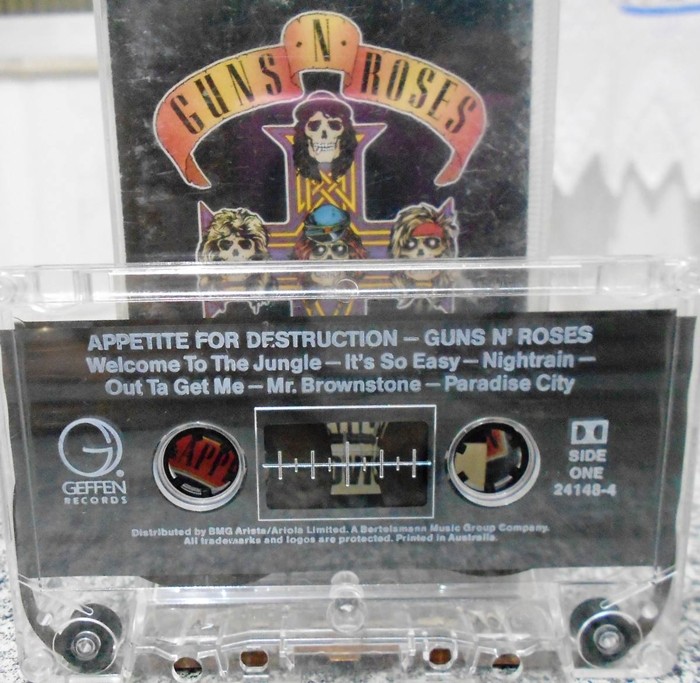 GUNS N' ROSES
APPETITE FOR DESTRUCTION – GUNS N' ROSES
Welcome To The Jungle – It's So Easy – Nightrain –
Out Ta Get Me – Mr. Brownstone – Paradise City
GEFFEN
RECORDS
APPE
SIDE
ONE
24148-4
Distributed by BMG Arista/Ariola Limited. A Bertelsmann Music Group Company.
All trademarks and logos are protected. Printed in Australia.